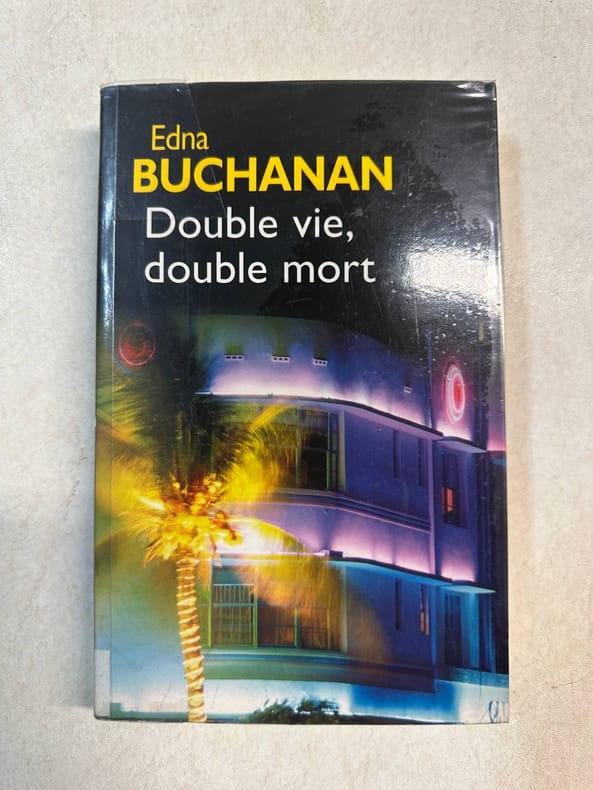 Edna
BUCHANAN
Double vie,
double mort